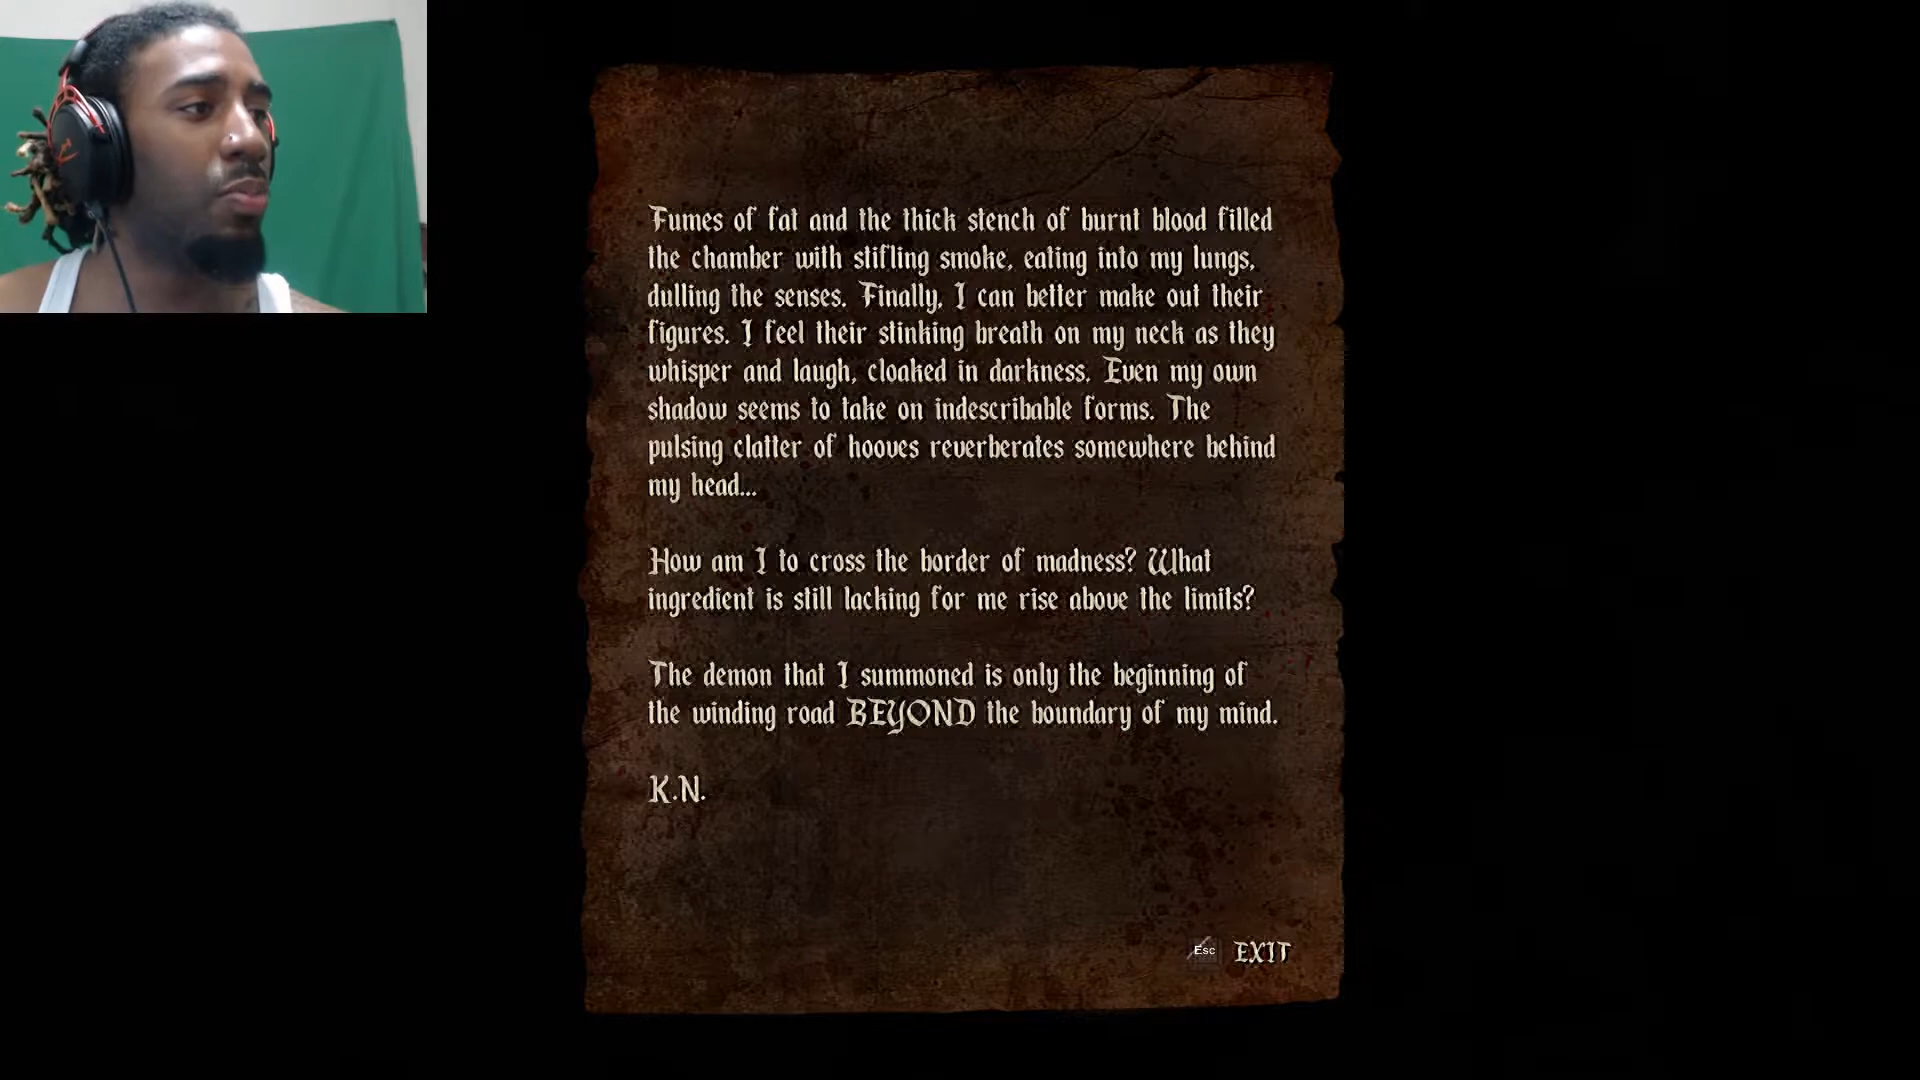 Fumes of fat and the thick stench of burnt blood filled
the chamber with stifling smoke, eating into my lungs,
dulling the senses. Finally, I can better make out their
figures. I feel their stinking breath on my neck as they
whisper and laugh, cloaked in darkness. Even my own
shadow seems to take on indescribable forms. The
pulsing clatter of hooves reverberates somewhere behind
my head...
How am I to cross the border of madness? What
ingredient is still lacking for me rise above the limits?
The demon that I summoned is only the beginning of
the winding road BEYOND the boundary of my mind.
K.N.
Esc EXIT